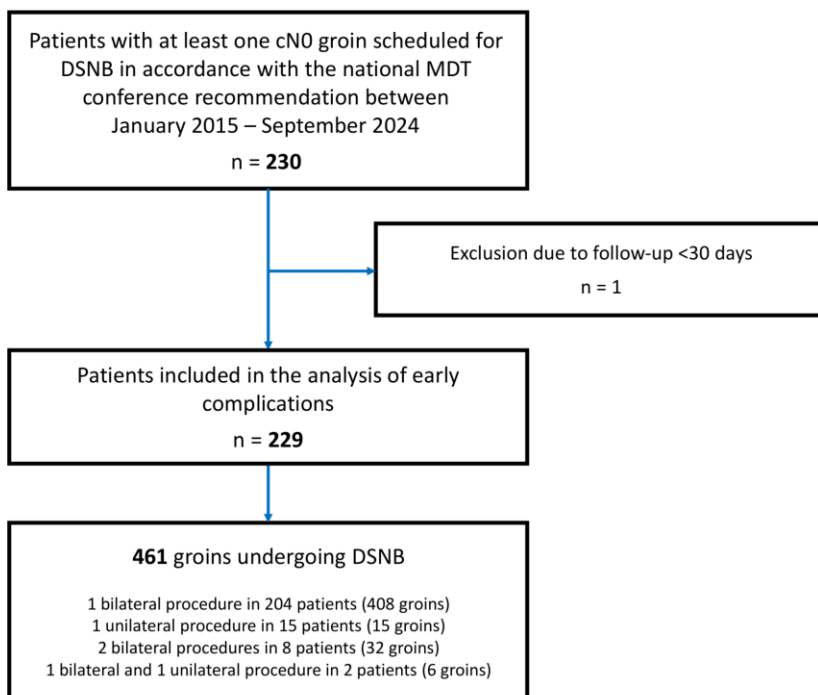 Patients with at least one cN0 groin scheduled for
DSNB in accordance with the national MDT
conference recommendation between
January 2015 – September 2024
n = 230
Exclusion due to follow-up <30 days
n = 1
Patients included in the analysis of early
complications
n = 229
461 groins undergoing DSNB
1 bilateral procedure in 204 patients (408 groins)
1 unilateral procedure in 15 patients (15 groins)
2 bilateral procedures in 8 patients (32 groins)
1 bilateral and 1 unilateral procedure in 2 patients (6 groins)